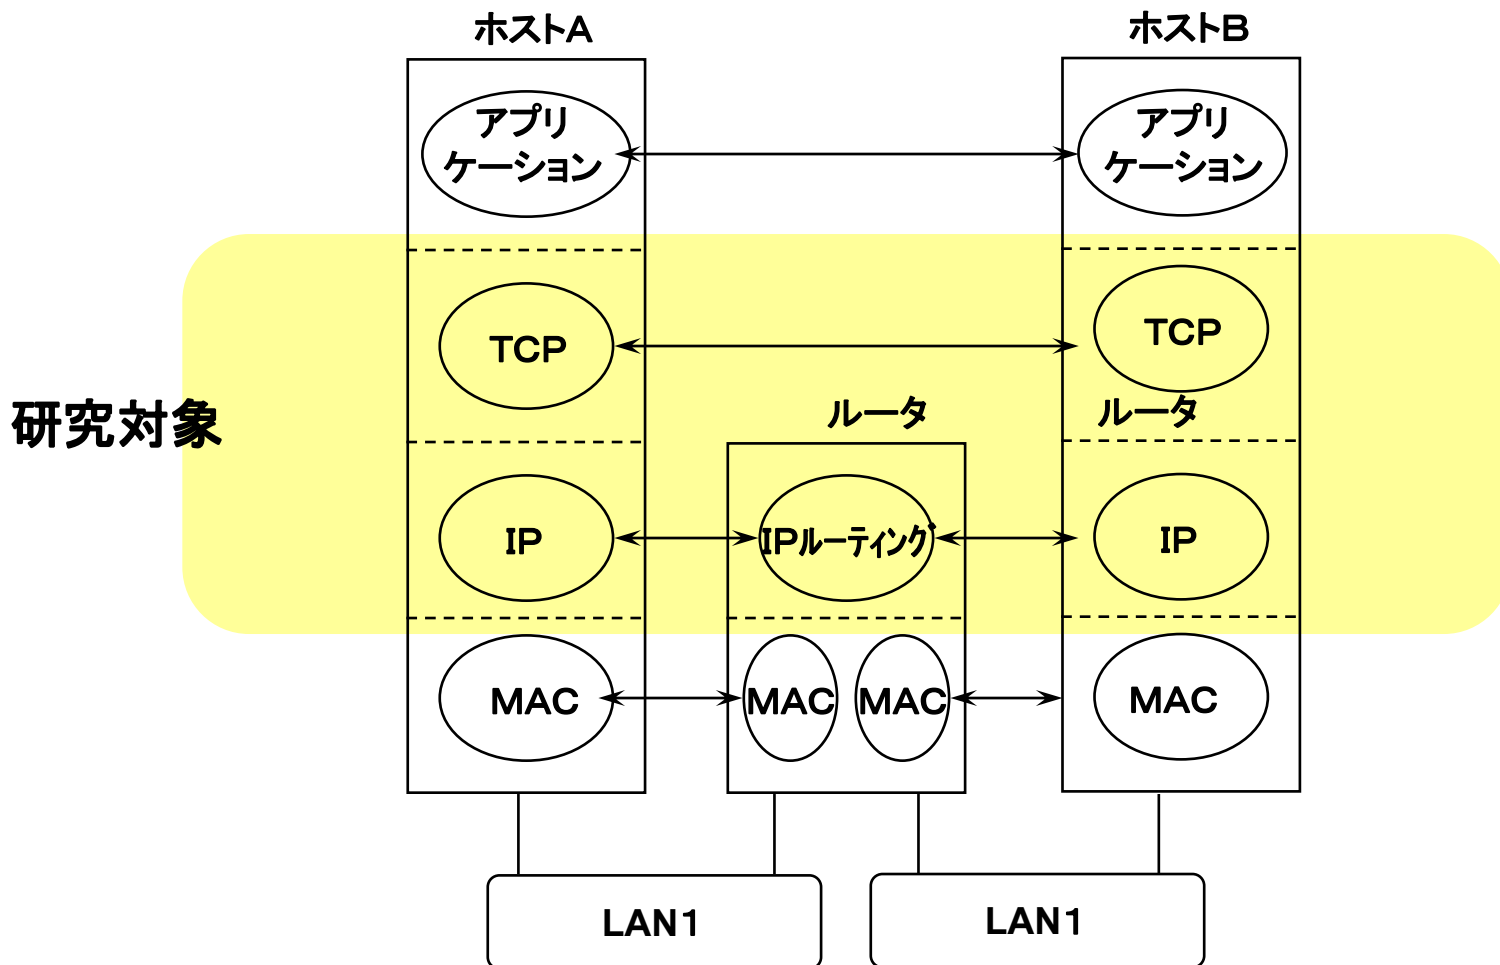 ホストA
ホストB
アプリ
ケーション
アプリ
ケーション
TCP
TCP
研究対象
ルータ
ルータ
IP
IPルーティング
IP
MAC
MAC
MAC
MAC
LAN1
LAN1